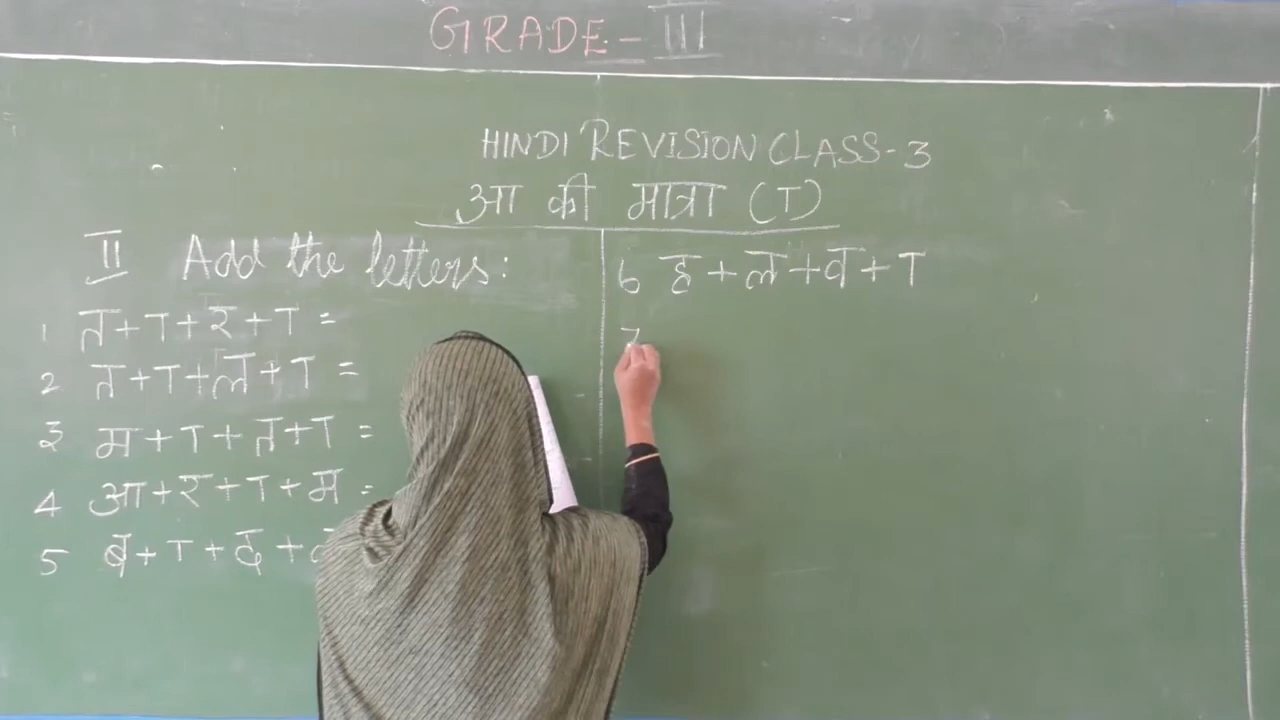 GRADE-III
HINDI REVISION CLASS-3
आ की मात्रा (ा)
II Add the letters:
1 त+ा+र+ा =
2 त+ा+ल+ा =
3 म+ा+त+ा =
4 आ+र+ा+म =
5 ब+ा+द+
6 ह+ल+व+ा
7